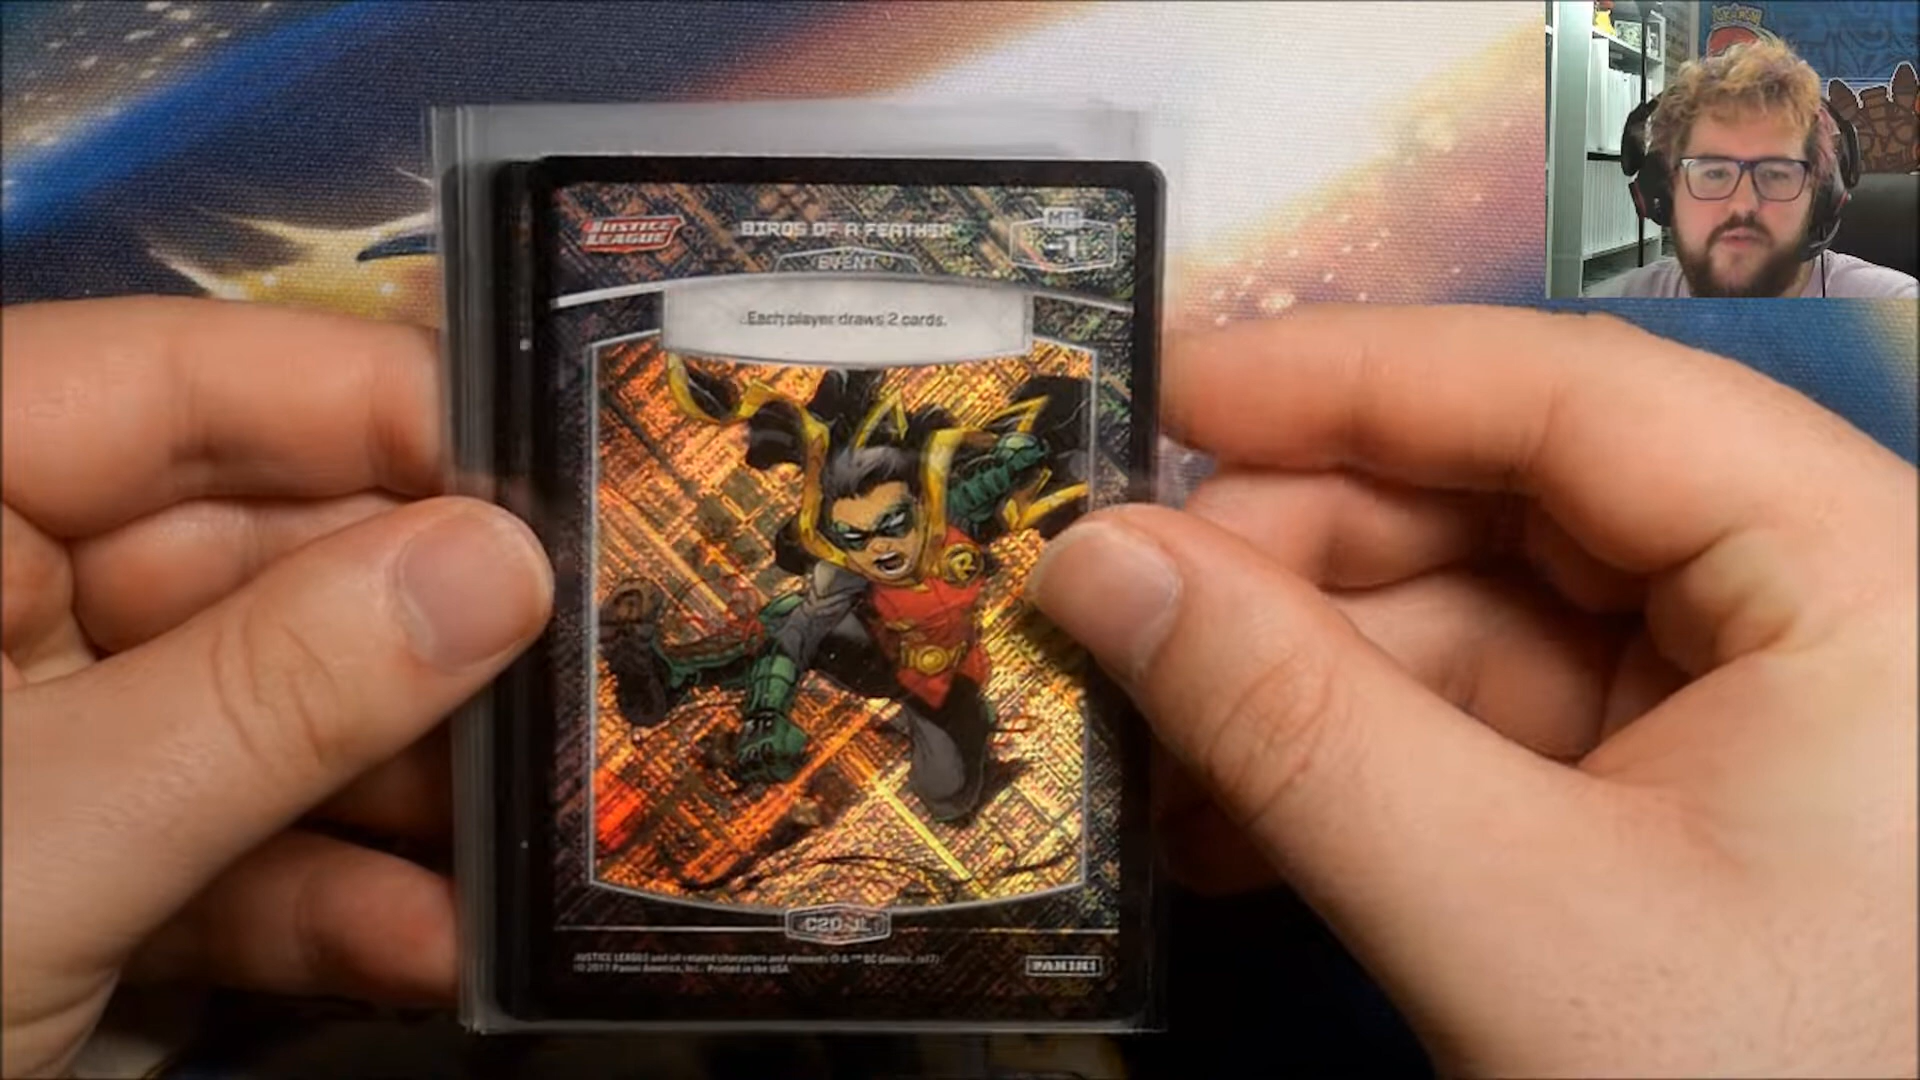 JUSTICE
LEAGUE
BIRDS OF A FEATHER
MP
-1
EVENT
Each player draws 2 cards.
R
C20-JL
JUSTICE LEAGUE and all related characters and elements © & ™ DC Comics. (s17)
© 2017 Panini America, Inc. Printed in the USA.
PANINI
POKÉMON